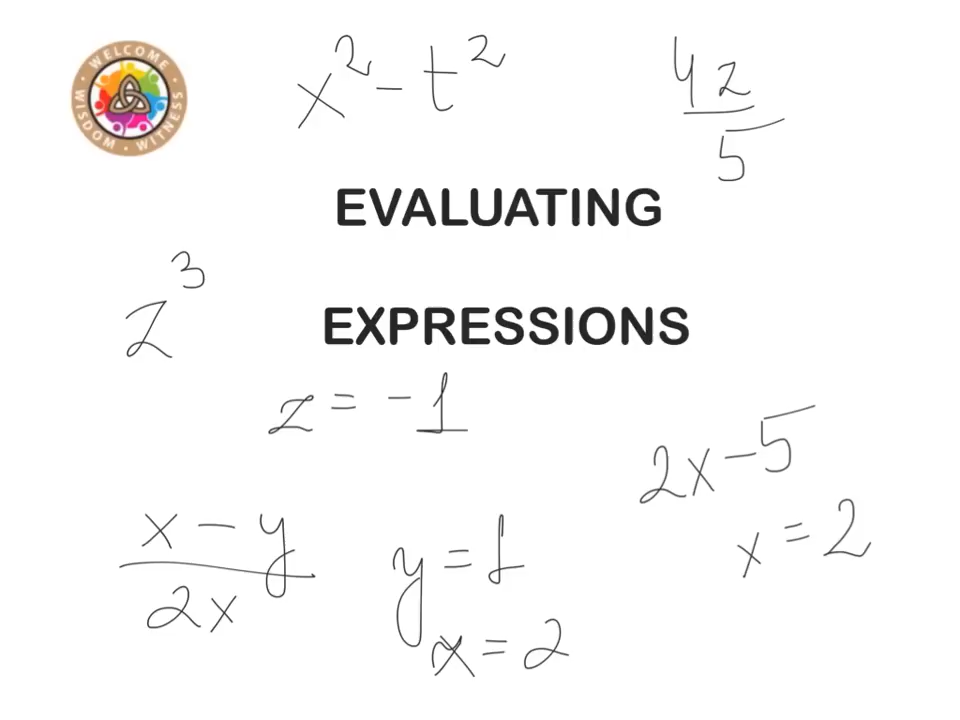 WELCOME · WITNESS · WISDOM ·
x² - t²
4z/5
EVALUATING
z³
EXPRESSIONS
z = -1
2x - 5
x = 2
(x - y)/2x
y = 1
x = 2